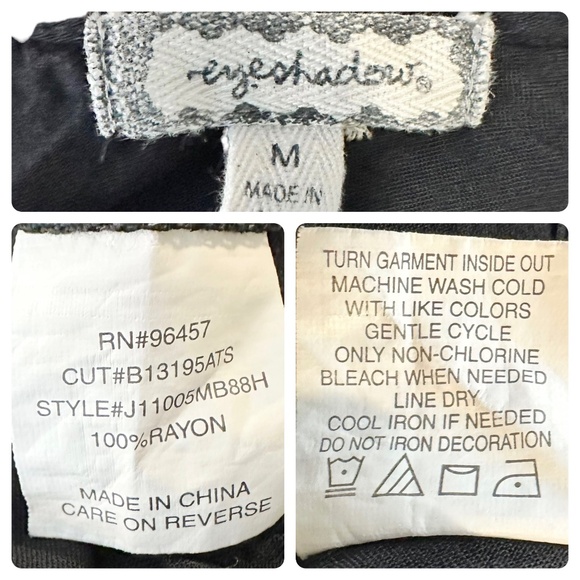 eyeshadow®
M
MADE IN
RN#96457
CUT#B13195ATS
STYLE#J11005MB88H
100%RAYON
MADE IN CHINA
CARE ON REVERSE
TURN GARMENT INSIDE OUT
MACHINE WASH COLD
WITH LIKE COLORS
GENTLE CYCLE
ONLY NON-CHLORINE
BLEACH WHEN NEEDED
LINE DRY
COOL IRON IF NEEDED
DO NOT IRON DECORATION